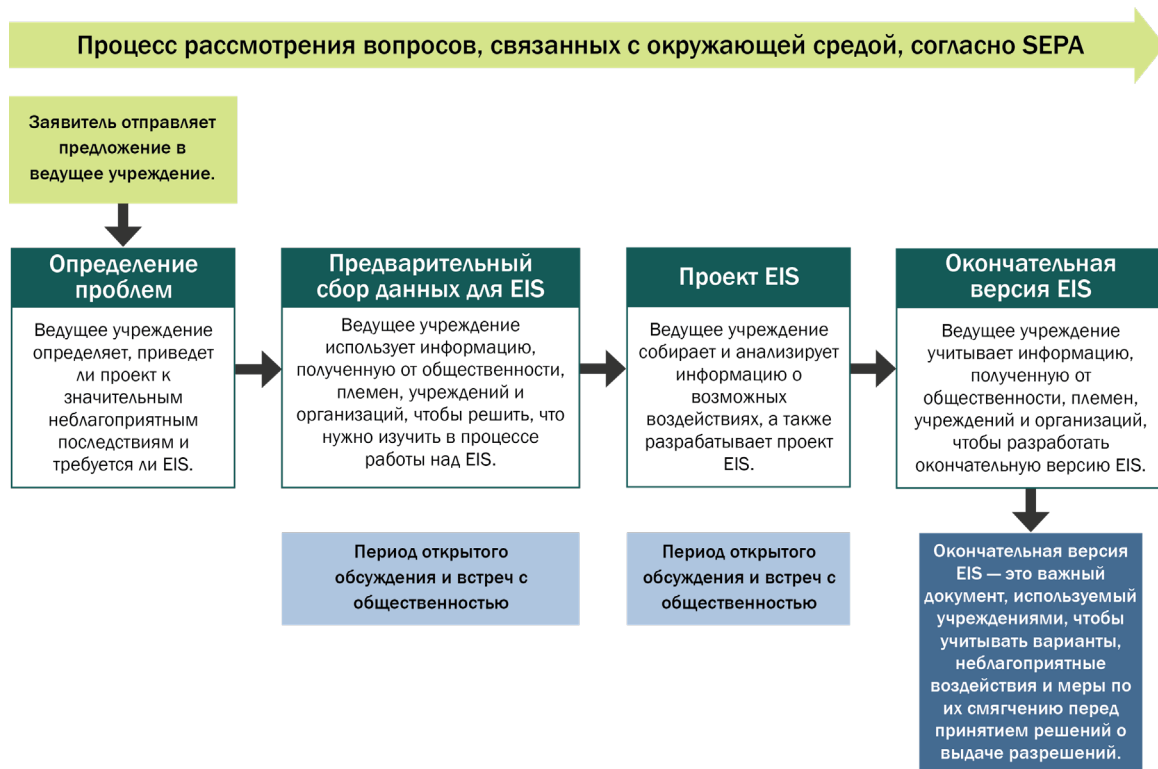 Процесс рассмотрения вопросов, связанных с окружающей средой, согласно SEPA
Заявитель отправляет
предложение в
ведущее учреждение.
Определение
проблем
Ведущее учреждение
определяет, приведет
ли проект к
значительным
неблагоприятным
последствиям и
требуется ли EIS.
Предварительный
сбор данных для EIS
Ведущее учреждение
использует информацию,
полученную от общественности,
племен, учреждений и
организаций, чтобы решить, что
нужно изучить в процессе
работы над EIS.
Проект EIS
Ведущее учреждение
собирает и анализирует
информацию о
возможных
воздействиях, а также
разрабатывает проект
EIS.
Окончательная
версия EIS
Ведущее учреждение
учитывает информацию,
полученную от
общественности, племен,
учреждений и организаций,
чтобы разработать
окончательную версию EIS.
Период открытого
обсуждения и встреч с
общественностью
Период открытого
обсуждения и встреч с
общественностью
Окончательная версия
EIS — это важный
документ, используемый
учреждениями, чтобы
учитывать варианты,
неблагоприятные
воздействия и меры по
их смягчению перед
принятием решений о
выдаче разрешений.